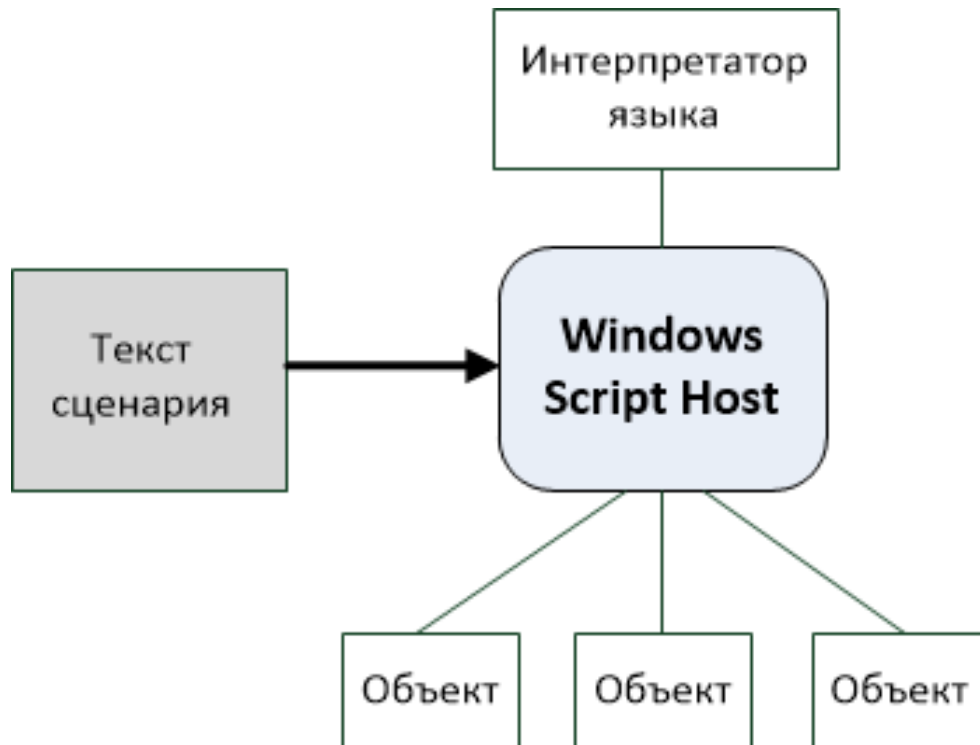 Интерпретатор
языка
Текст
сценария
Windows
Script Host
Объект
Объект
Объект